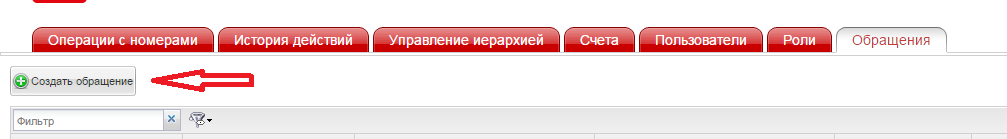 Операции с номерами История действий Управление иерархией Счета Пользователи Роли Обращения
Создать обращение
Фильтр